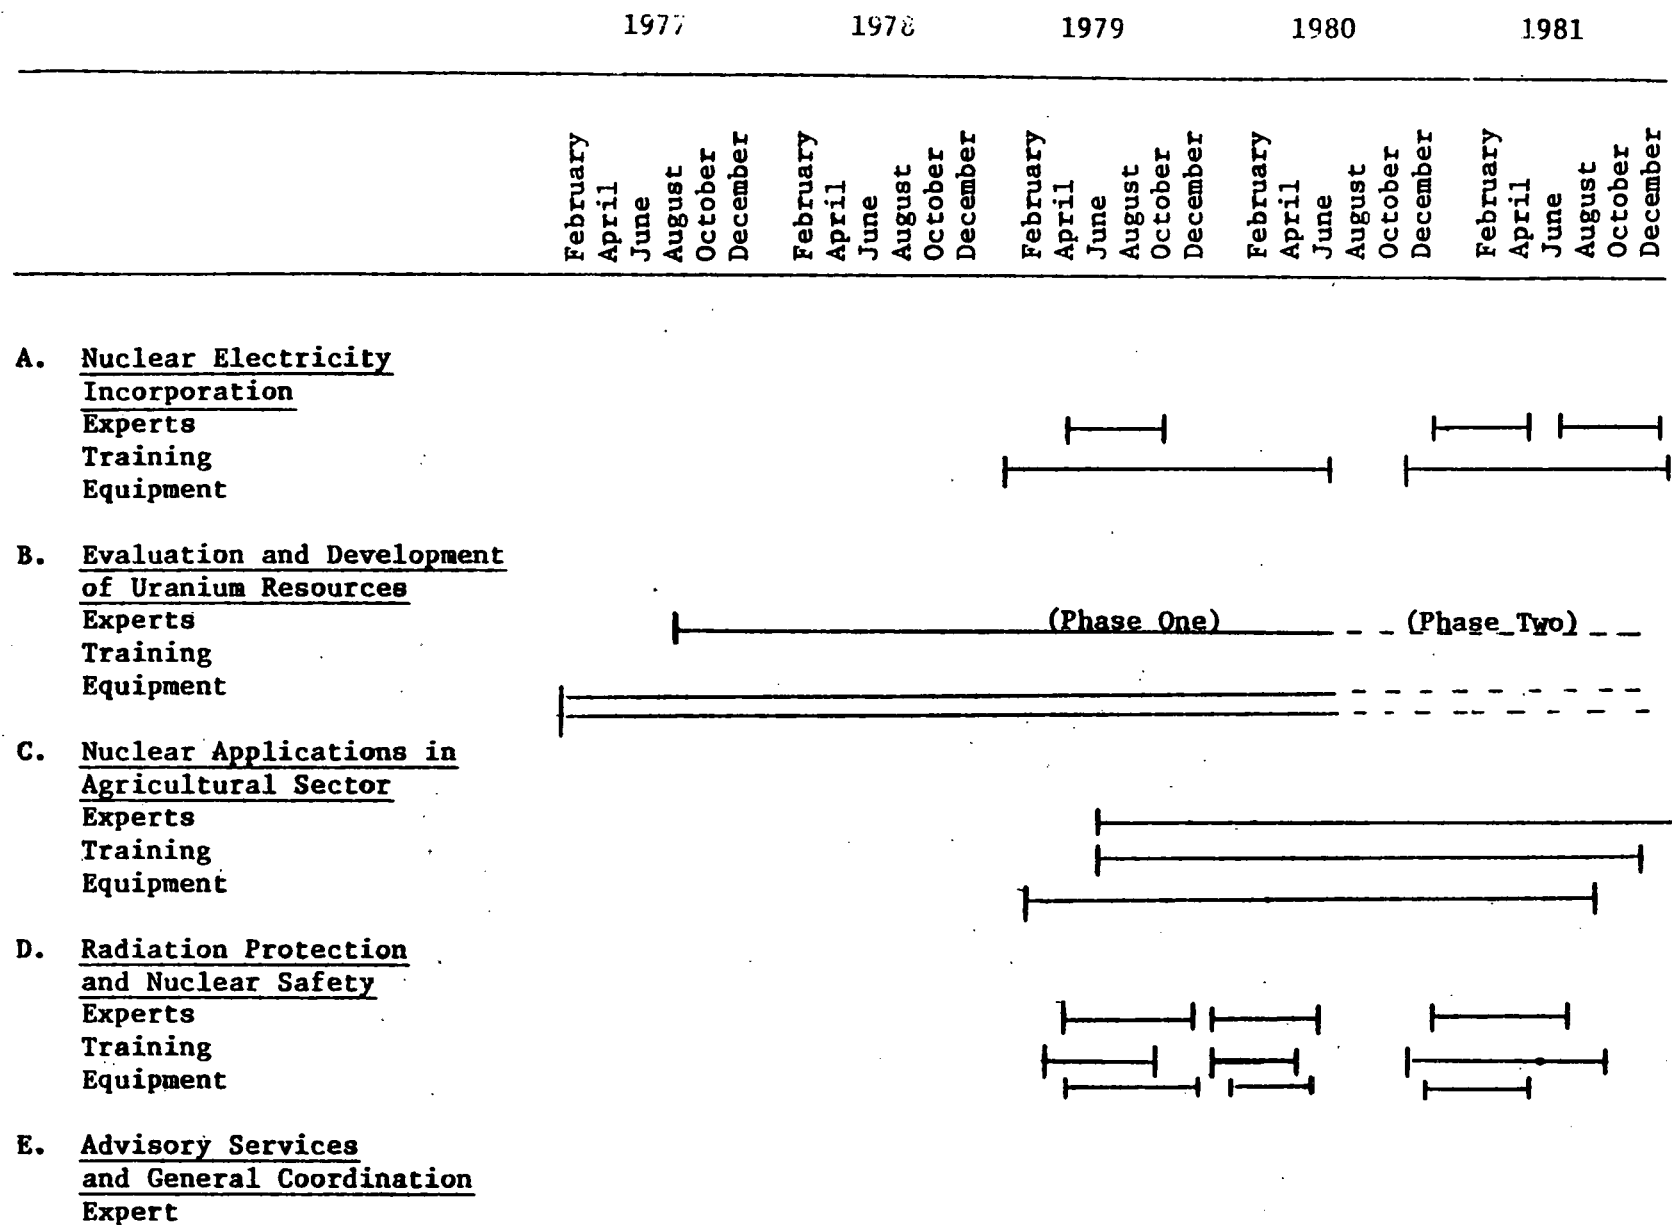 1977 1978 1979 1980 1981
February April June August October December February April June August October December February April June August October December February April June August October December February April June August October December
A. Nuclear Electricity
Incorporation
Experts
Training
Equipment
B. Evaluation and Development
of Uranium Resources
Experts (Phase One) (Phase Two)
Training
Equipment
C. Nuclear Applications in
Agricultural Sector
Experts
Training
Equipment
D. Radiation Protection
and Nuclear Safety
Experts
Training
Equipment
E. Advisory Services
and General Coordination
Expert